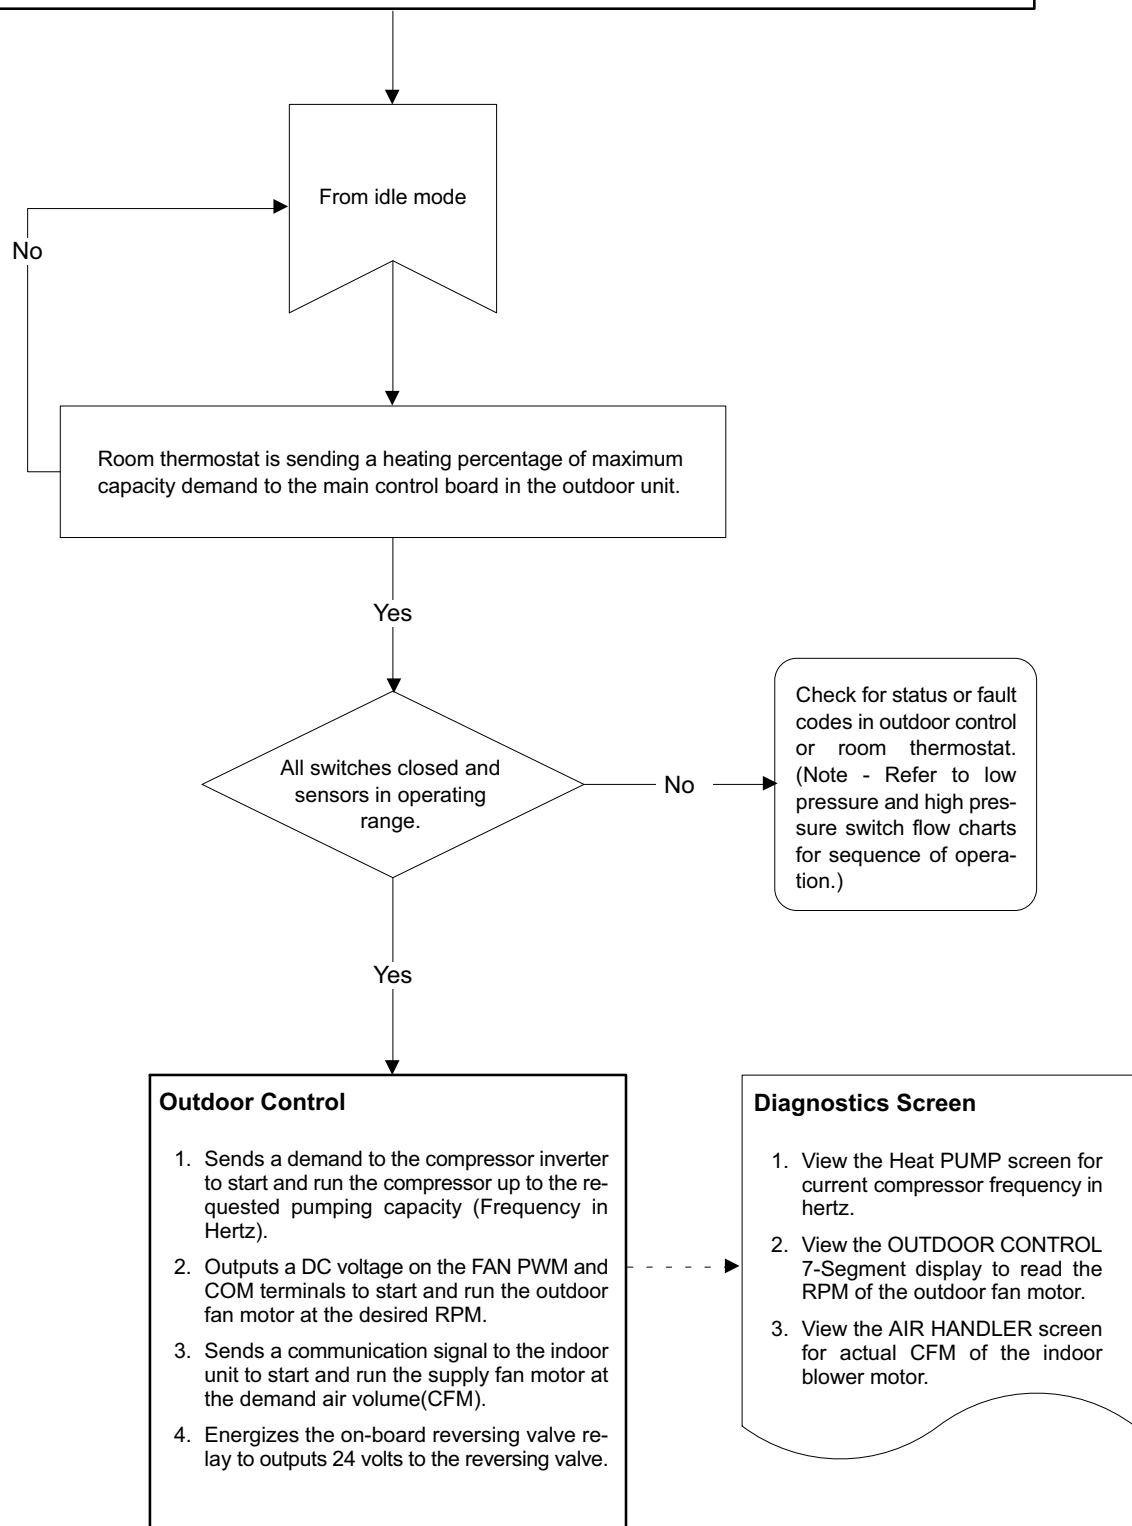 From idle mode
No
Room thermostat is sending a heating percentage of maximum
capacity demand to the main control board in the outdoor unit.
Yes
All switches closed and
sensors in operating
range.
No
Check for status or fault
codes in outdoor control
or room thermostat.
(Note - Refer to low
pressure and high pres-
sure switch flow charts
for sequence of opera-
tion.)
Yes
Outdoor Control
1. Sends a demand to the compressor inverter
to start and run the compressor up to the re-
quested pumping capacity (Frequency in
Hertz).
2. Outputs a DC voltage on the FAN PWM and
COM terminals to start and run the outdoor
fan motor at the desired RPM.
3. Sends a communication signal to the indoor
unit to start and run the supply fan motor at
the demand air volume(CFM).
4. Energizes the on-board reversing valve re-
lay to outputs 24 volts to the reversing valve.
Diagnostics Screen
1. View the Heat PUMP screen for
current compressor frequency in
hertz.
2. View the OUTDOOR CONTROL
7-Segment display to read the
RPM of the outdoor fan motor.
3. View the AIR HANDLER screen
for actual CFM of the indoor
blower motor.